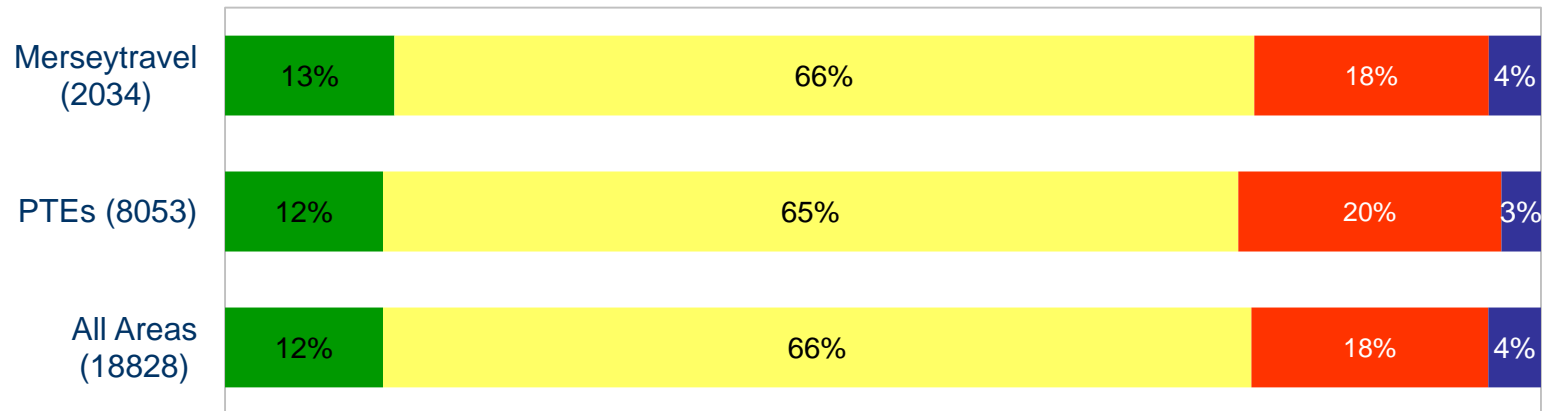 Merseytravel
(2034)
13% 66% 18% 4%
PTEs (8053)
12% 65% 20% 3%
All Areas
(18828)
12% 66% 18% 4%